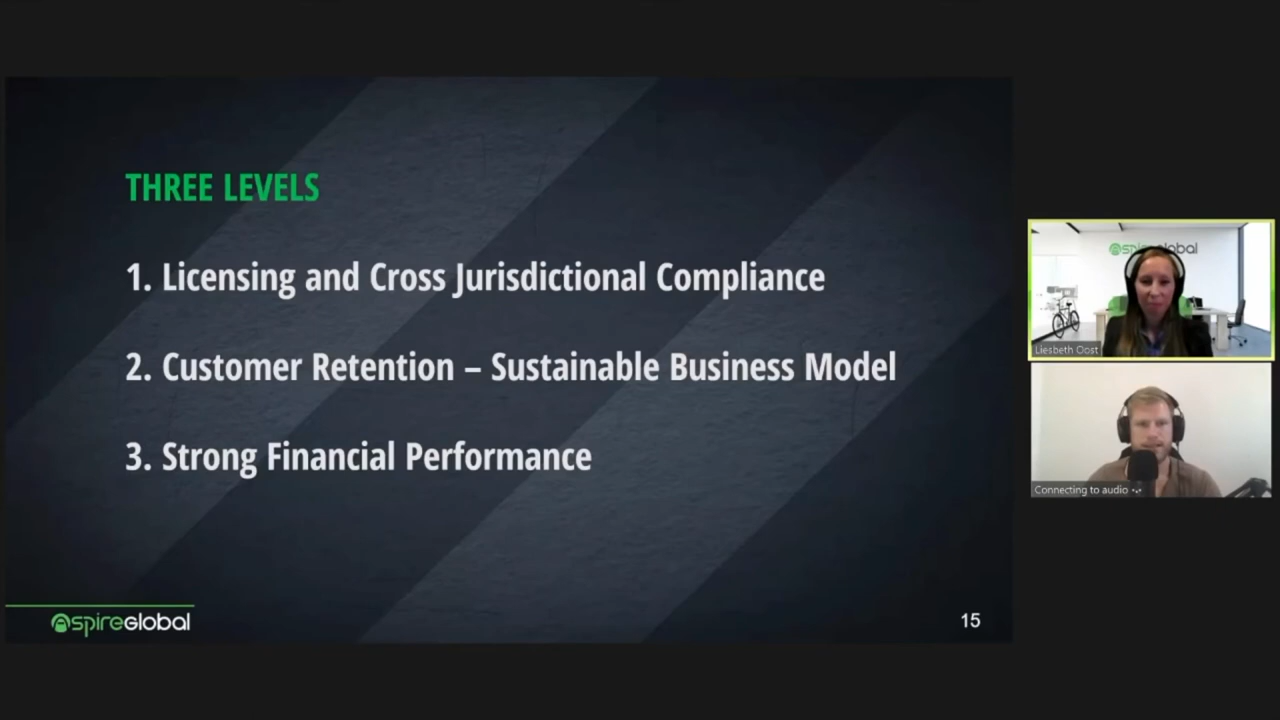 THREE LEVELS
1. Licensing and Cross Jurisdictional Compliance
2. Customer Retention – Sustainable Business Model
3. Strong Financial Performance
aspireGlobal
15
aspireglobal
Liesbeth Oost
Connecting to audio